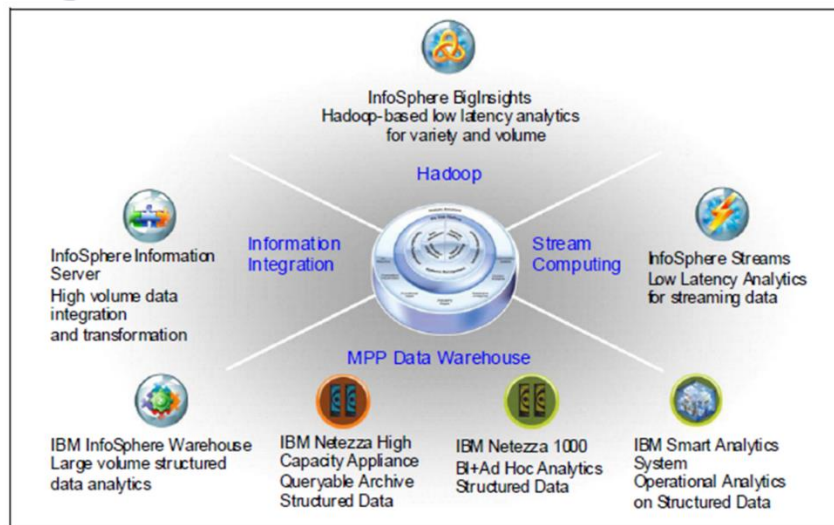 InfoSphere BigInsights
Hadoop-based low latency analytics
for variety and volume
Hadoop
InfoSphere Information
Server
High volume data
integration
and transformation
Information
Integration
Stream
Computing
InfoSphere Streams
Low Latency Analytics
for streaming data
MPP Data Warehouse
IBM InfoSphere Warehouse
Large volume structured
data analytics
IBM Netezza High
Capacity Appliance
Queryable Archive
Structured Data
IBM Netezza 1000
BI+Ad Hoc Analytics
Structured Data
IBM Smart Analytics
System
Operational Analytics
on Structured Data